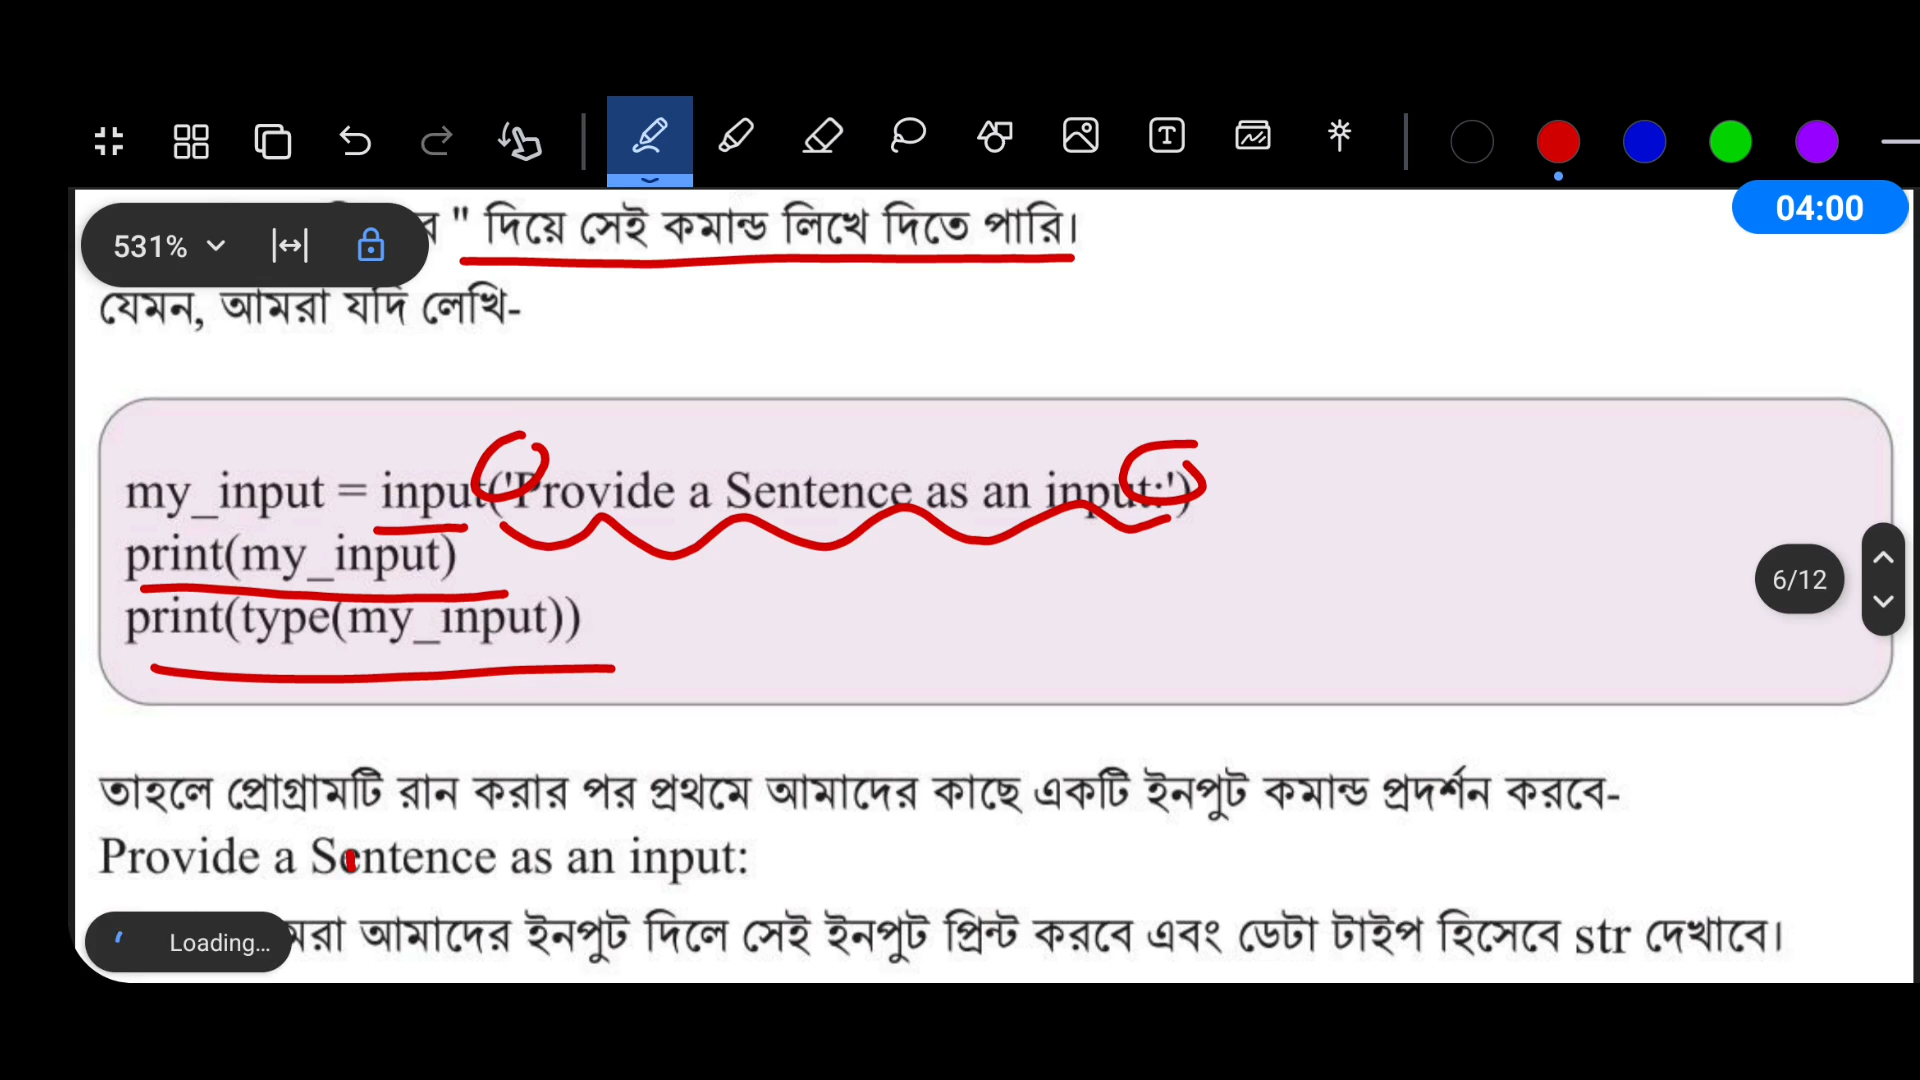 04:00
531%
" দিয়ে সেই কমান্ড লিখে দিতে পারি।
যেমন, আমরা যদি লেখি-
my_input = input('Provide a Sentence as an input:')
print(my_input)
print(type(my_input))
6/12
তাহলে প্রোগ্রামটি রান করার পর প্রথমে আমাদের কাছে একটি ইনপুট কমান্ড প্রদর্শন করবে-
Provide a Sentence as an input:
Loading... আমাদের ইনপুট দিলে সেই ইনপুট প্রিন্ট করবে এবং ডেটা টাইপ হিসেবে str দেখাবে।